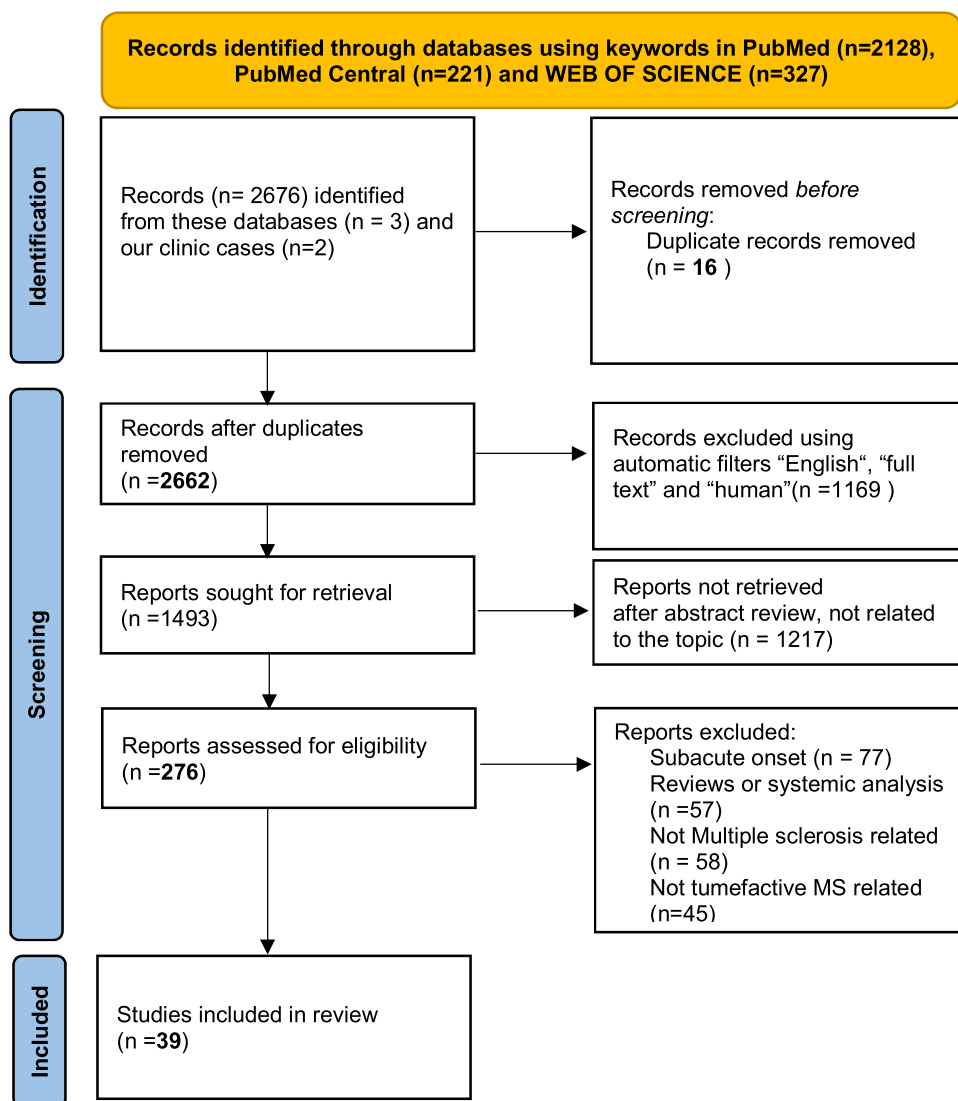 Records identified through databases using keywords in PubMed (n=2128),
PubMed Central (n=221) and WEB OF SCIENCE (n=327)
Identification
Records (n= 2676) identified
from these databases (n = 3) and
our clinic cases (n=2)
Records removed before
screening:
Duplicate records removed
(n = 16 )
Screening
Records after duplicates
removed
(n =2662)
Records excluded using
automatic filters “English“, “full
text” and “human”(n =1169 )
Reports sought for retrieval
(n =1493)
Reports not retrieved
after abstract review, not related
to the topic (n = 1217)
Reports assessed for eligibility
(n =276)
Reports excluded:
Subacute onset (n = 77)
Reviews or systemic analysis
(n =57)
Not Multiple sclerosis related
(n = 58)
Not tumefactive MS related
(n=45)
Included
Studies included in review
(n =39)